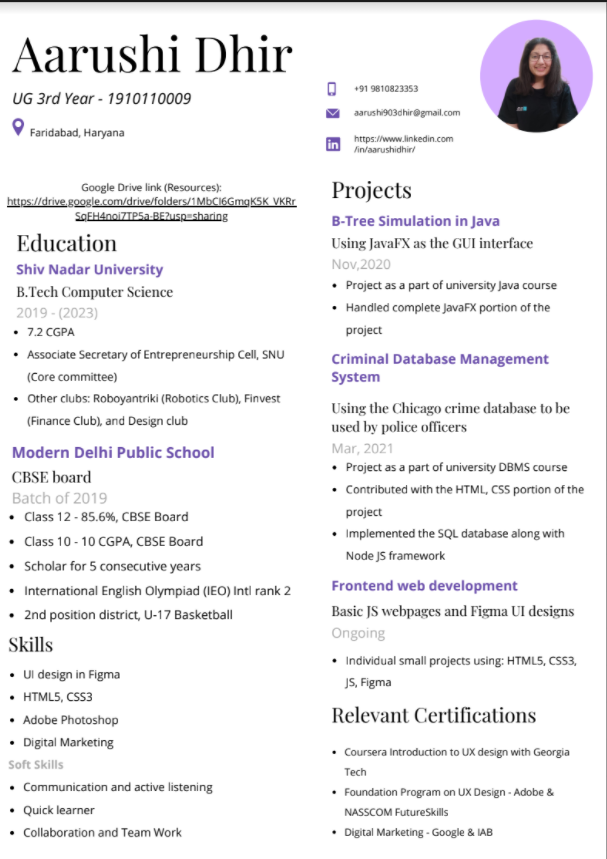 Aarushi Dhir
UG 3rd Year - 1910110009
Faridabad, Haryana
+91 9810823353
aarushi903dhir@gmail.com
in
https://www.linkedin.com
/in/aarushidhir/
Google Drive link (Resources):
https://drive.google.com/drive/folders/1MbCI6GmqK5K_VKRr
SqFH4noi7TP5a-BE?usp=sharing
Education
Shiv Nadar University
B.Tech Computer Science
2019 - (2023)
• 7.2 CGPA
• Associate Secretary of Entrepreneurship Cell, SNU
(Core committee)
• Other clubs: Roboyantriki (Robotics Club), Finvest
(Finance Club), and Design club
Modern Delhi Public School
CBSE board
Batch of 2019
• Class 12 - 85.6%, CBSE Board
• Class 10 - 10 CGPA, CBSE Board
• Scholar for 5 consecutive years
• International English Olympiad (IEO) Intl rank 2
• 2nd position district, U-17 Basketball
Skills
• UI design in Figma
• HTML5, CSS3
• Adobe Photoshop
• Digital Marketing
Soft Skills
• Communication and active listening
• Quick learner
• Collaboration and Team Work
Projects
B-Tree Simulation in Java
Using JavaFX as the GUI interface
Nov,2020
• Project as a part of university Java course
• Handled complete JavaFX portion of the
project
Criminal Database Management
System
Using the Chicago crime database to be
used by police officers
Mar, 2021
• Project as a part of university DBMS course
• Contributed with the HTML, CSS portion of the
project
• Implemented the SQL database along with
Node JS framework
Frontend web development
Basic JS webpages and Figma UI designs
Ongoing
• Individual small projects using: HTML5, CSS3,
JS, Figma
Relevant Certifications
• Coursera Introduction to UX design with Georgia
Tech
• Foundation Program on UX Design - Adobe &
NASSCOM FutureSkills
• Digital Marketing - Google & IAB